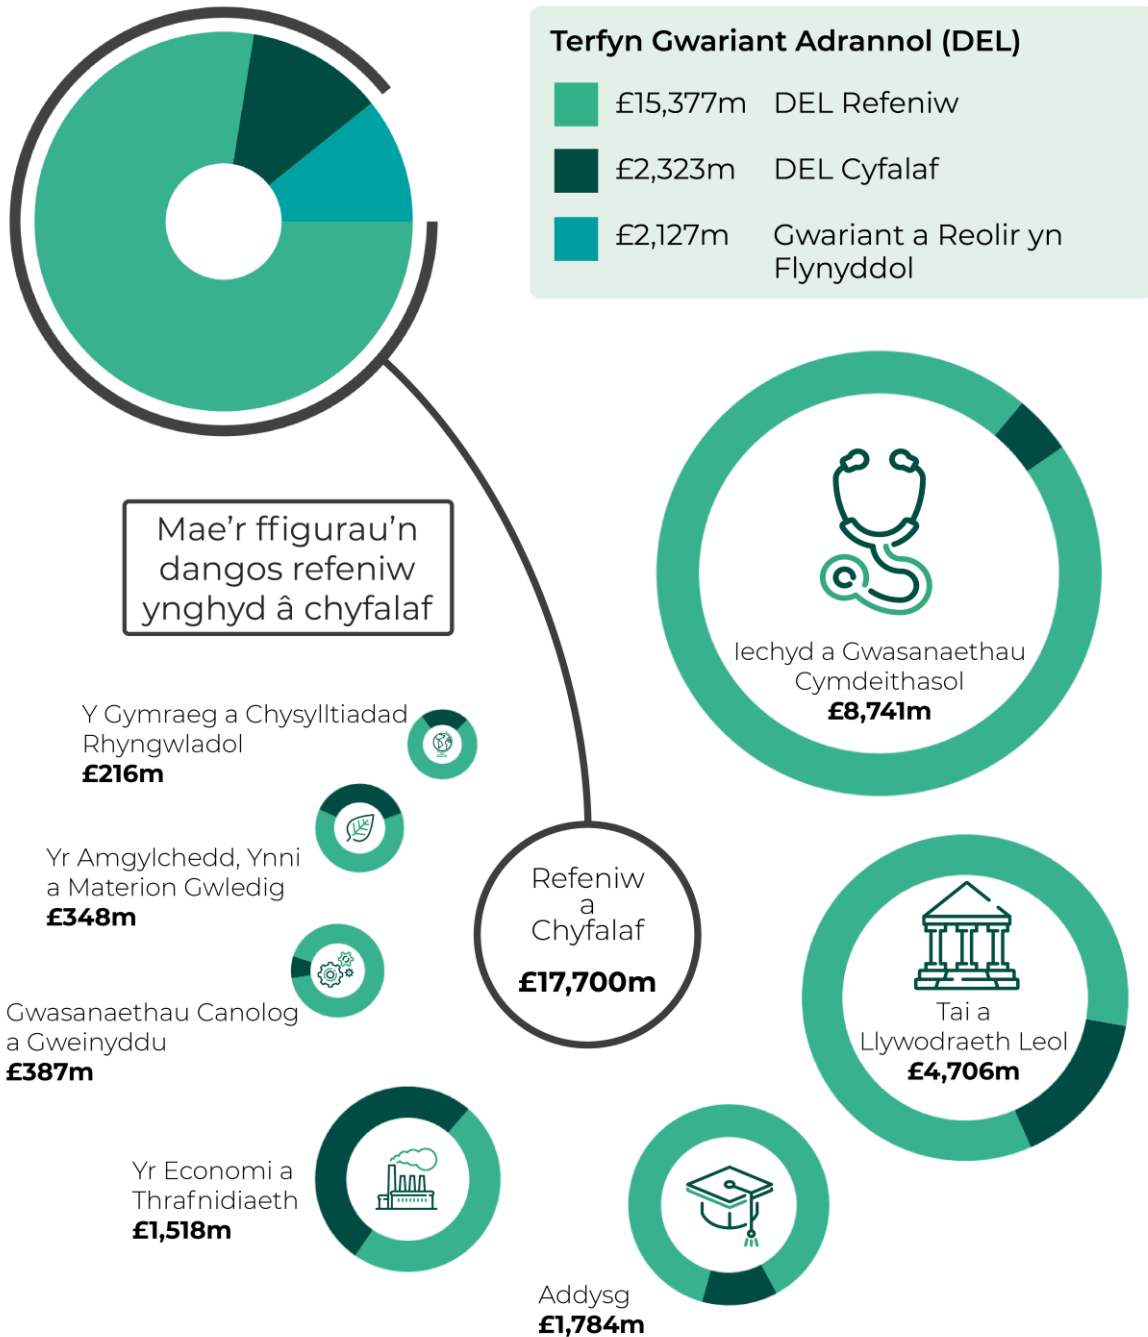 Terfyn Gwariant Adrannol (DEL)
£15,377m DEL Refeniw
£2,323m DEL Cyfalaf
£2,127m Gwariant a Reolir yn
Flynyddol
Mae'r ffigurau'n
dangos refeniw
ynghyd â chyfalaf
Iechyd a Gwasanaethau
Cymdeithasol
£8,741m
Y Gymraeg a Chysylltiadad
Rhyngwladol
£216m
Yr Amgylchedd, Ynni
a Materion Gwledig
£348m
Refeniw
a
Chyfalaf
£17,700m
Gwasanaethau Canolog
a Gweinyddu
£387m
Tai a
Llywodraeth Leol
£4,706m
Yr Economi a
Thrafnidiaeth
£1,518m
Addysg
£1,784m